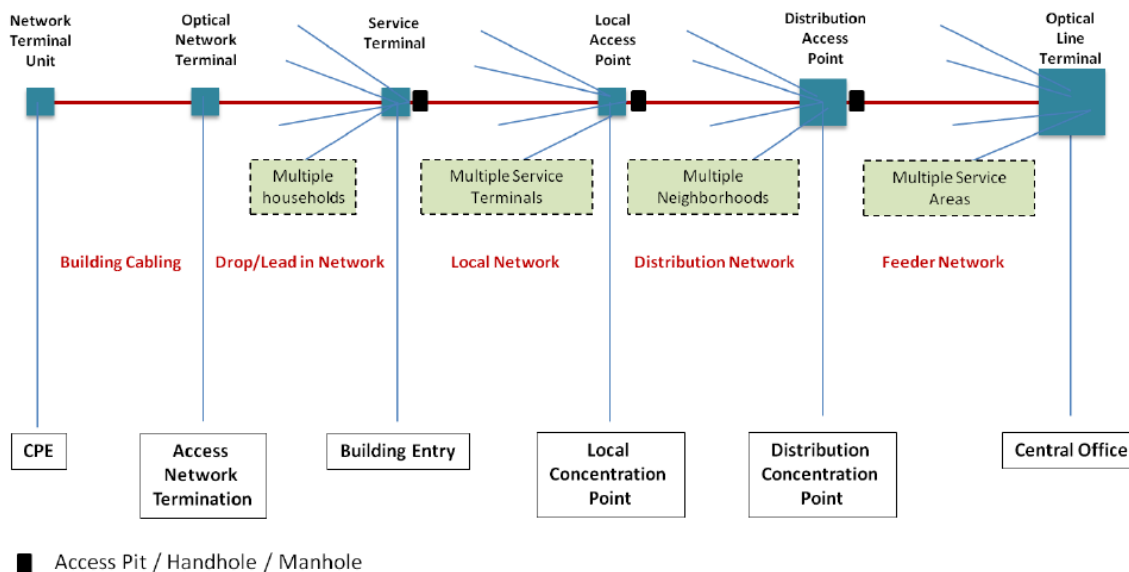 Network
Terminal
Unit
Optical
Network
Terminal
Service
Terminal
Local
Access
Point
Distribution
Access
Point
Optical
Line
Terminal
Multiple
households
Multiple Service
Terminals
Multiple
Neighborhoods
Multiple Service
Areas
Building Cabling
Drop/Lead in Network
Local Network
Distribution Network
Feeder Network
CPE
Access
Network
Termination
Building Entry
Local
Concentration
Point
Distribution
Concentration
Point
Central Office
Access Pit / Handhole / Manhole